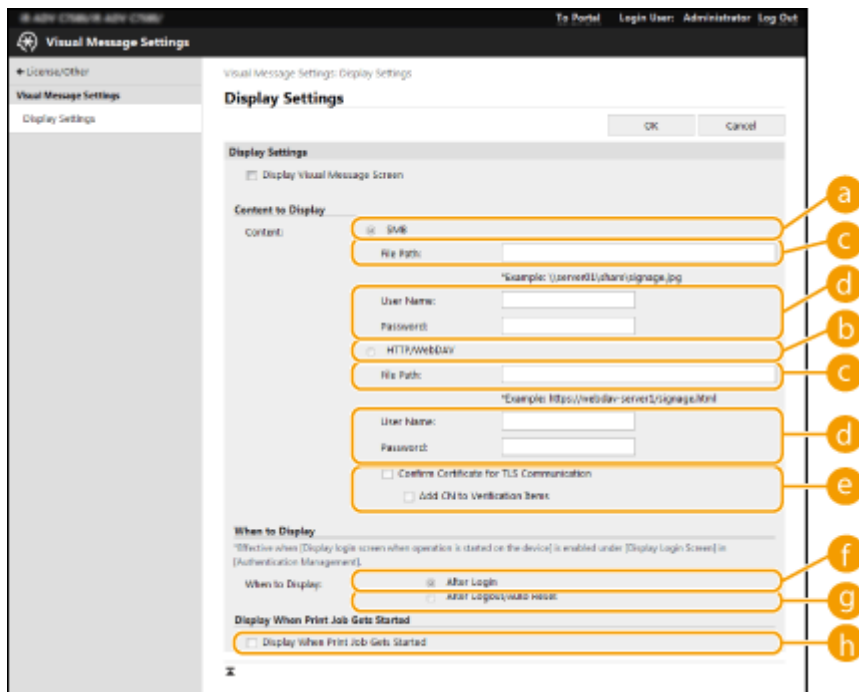 To Portal Login User: Administrator Log Out
Visual Message Settings
License/Other
Visual Message Settings
Display Settings
Visual Message Settings: Display Settings
Display Settings
OK Cancel
Display Settings
Display Visual Message Screen
a
Content to Display
Content: SMB
c
File Path:
*Example: \\server01\share\signage.jpg
d
User Name:
Password:
b
HTTP/WebDAV
c
File Path:
*Example: https://webdav-server1/signage.html
User Name:
d
Password:
Confirm Certificate for TLS Communication
e
Add CN to Verification Items
When to Display
*Effective when [Display login screen when operation is started on the device] is enabled under [Display Login Screen] in
[Authentication Management].
f
When to Display: After Login
After Logout/Auto Reset
g
Display When Print Job Gets Started
Display When Print Job Gets Started
h